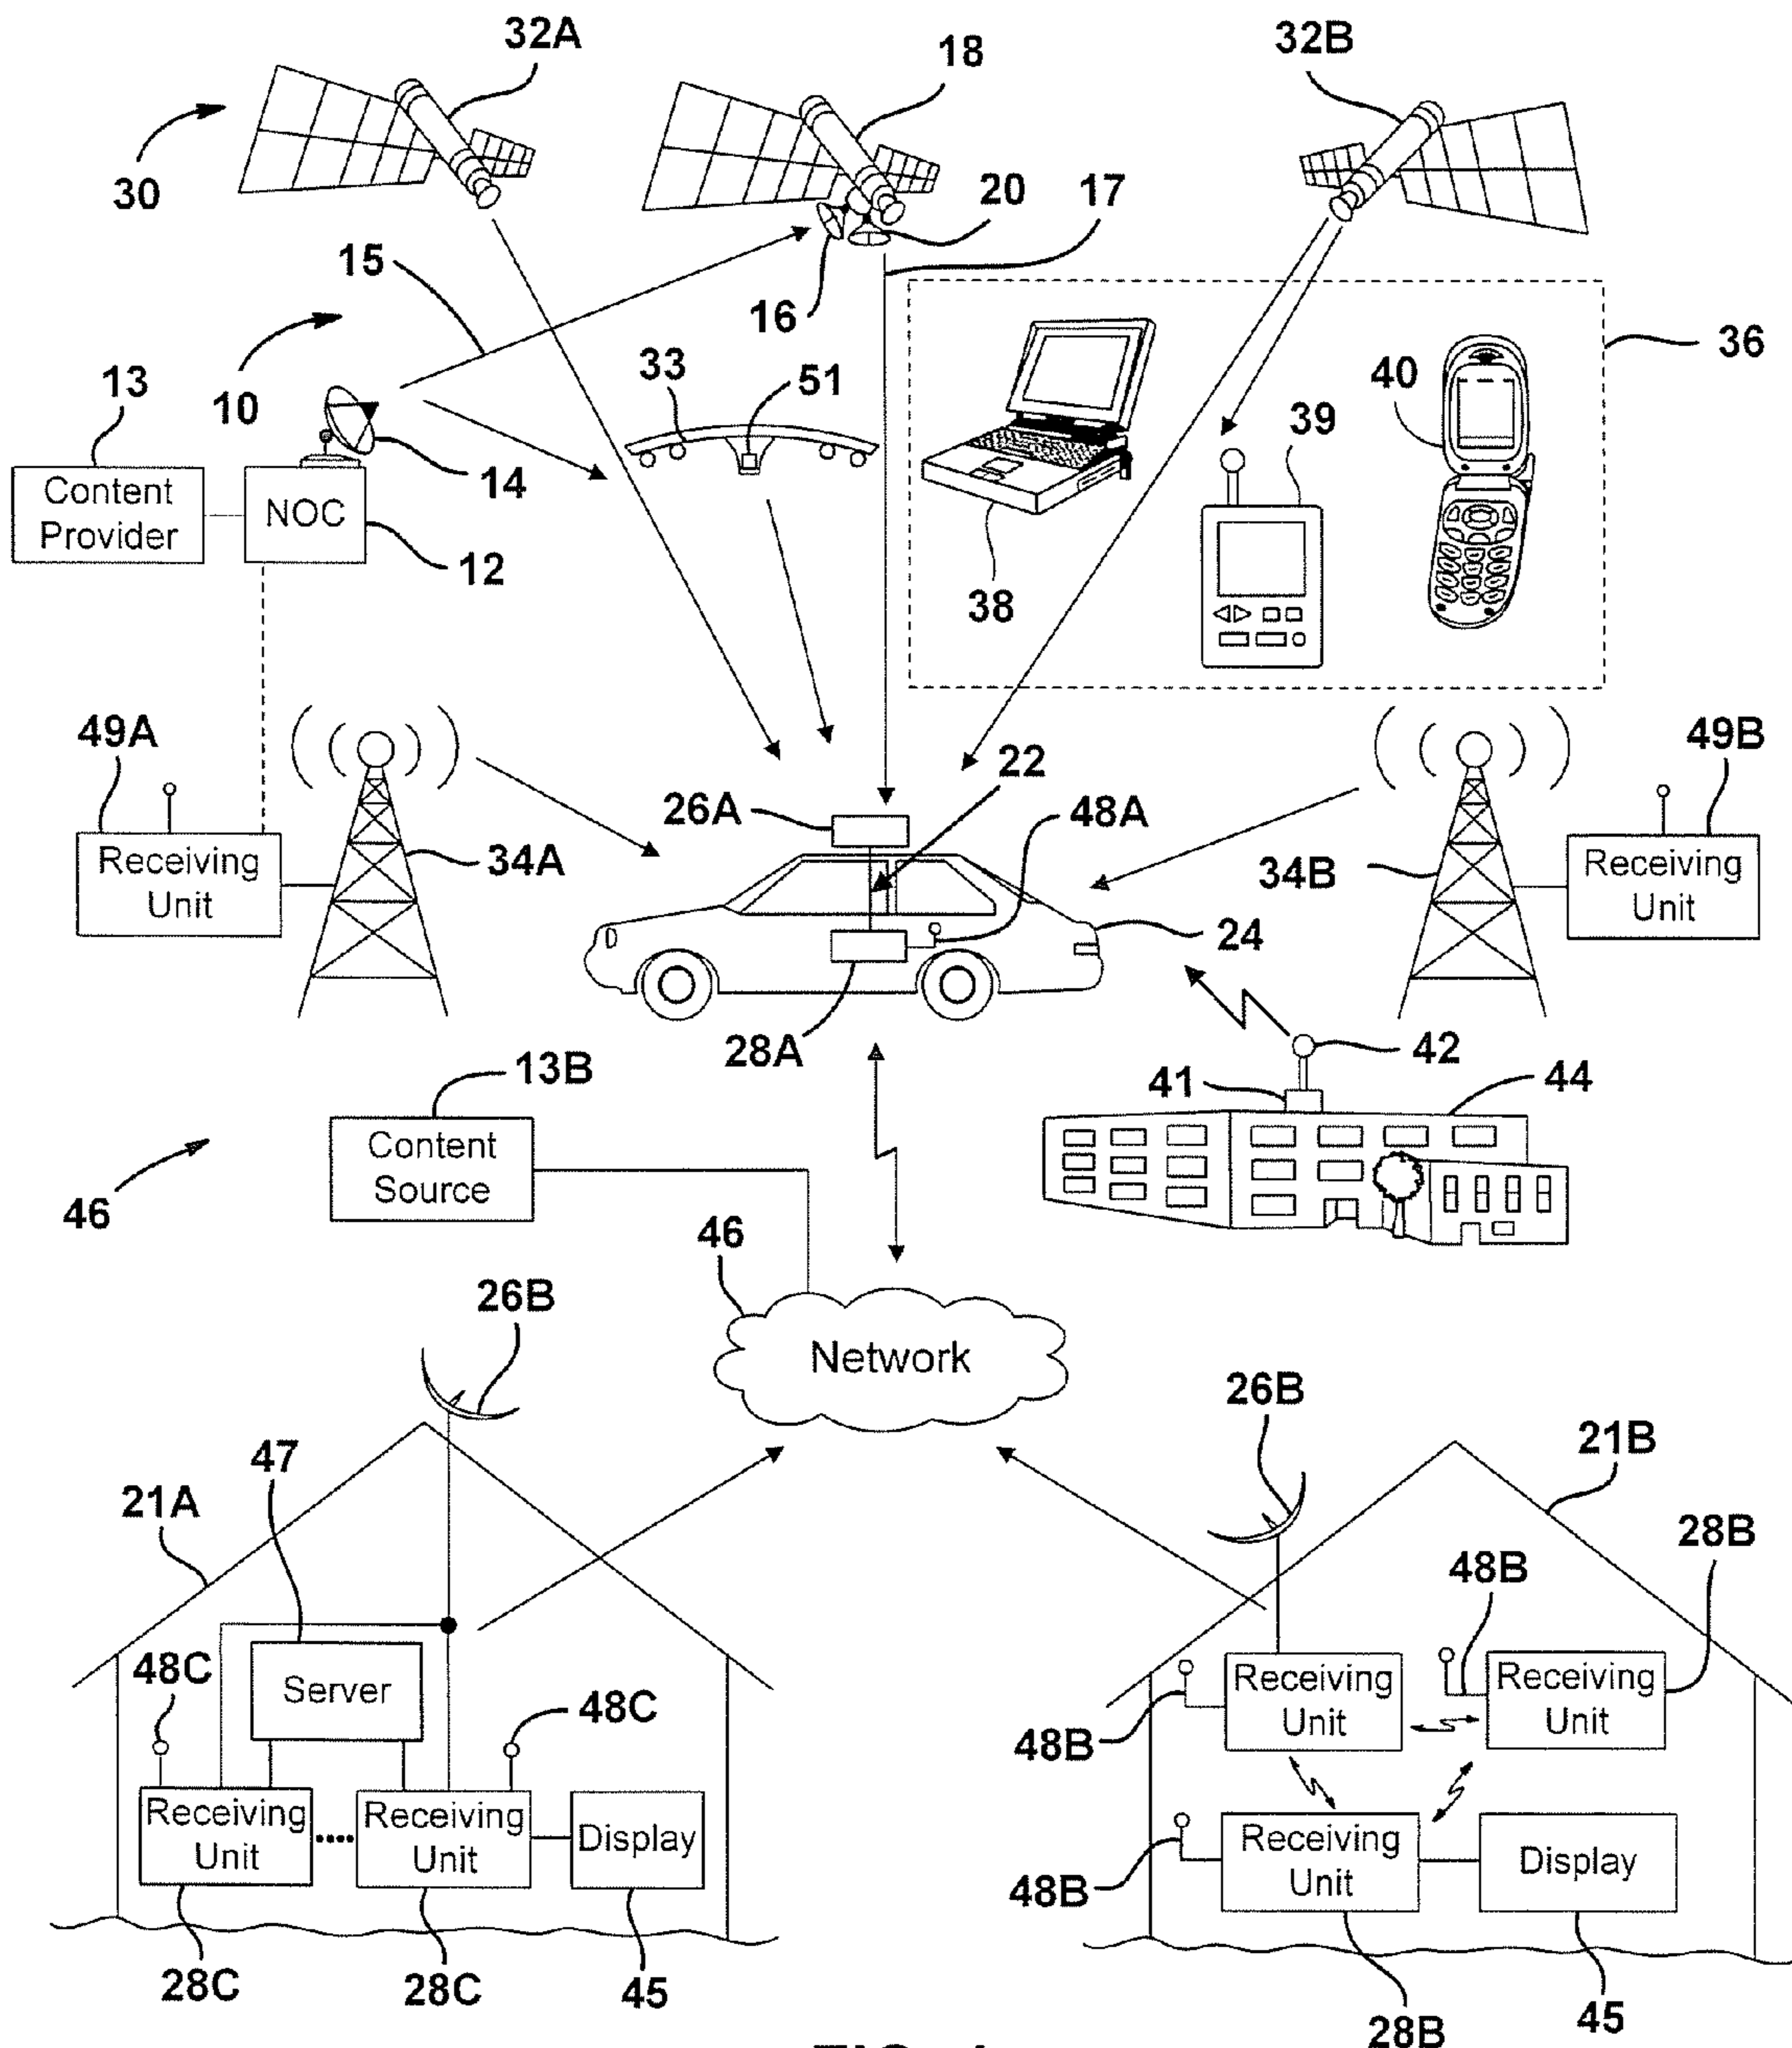 32A
18
32B
30
20
17
15
16
36
13
10
33
51
40
39
14
Content
Provider
NOC
12
38
49A
49B
22
26A
48A
Receiving
Unit
34A
34B
Receiving
Unit
24
28A
42
13B
41
44
Content
Source
46
46
26B
Network
26B
47
21B
21A
28B
48B
48C
Server
48C
Receiving
Unit
Receiving
Unit
48B
Receiving
Unit
Receiving
Unit
Display
48B
Receiving
Unit
Display
28C
28C
45
28B
45